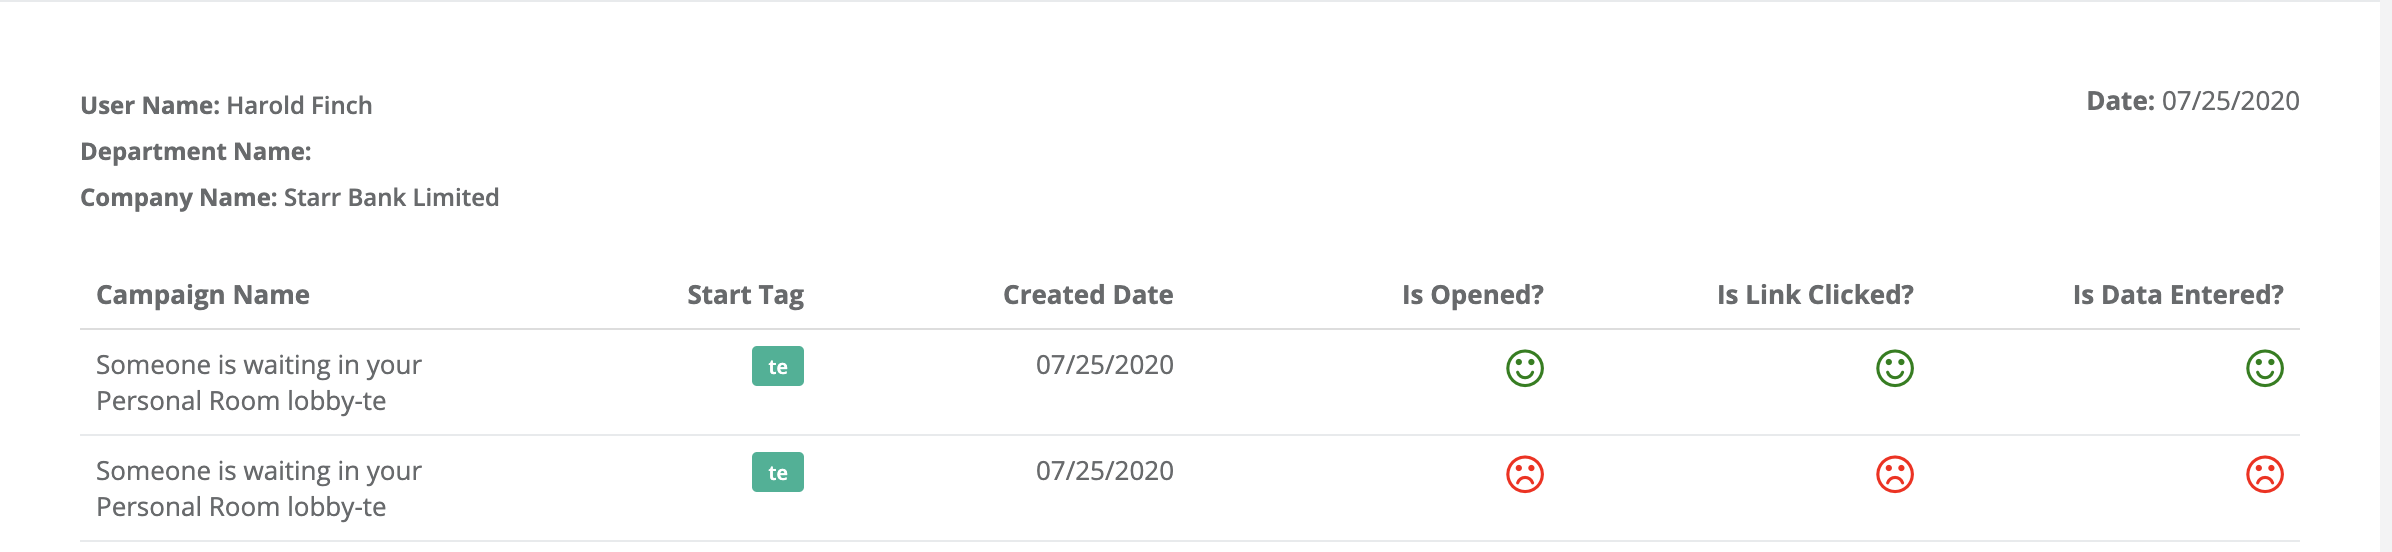 User Name: Harold Finch
Date: 07/25/2020
Department Name:
Company Name: Starr Bank Limited
Campaign Name Start Tag Created Date Is Opened? Is Link Clicked? Is Data Entered?
Someone is waiting in your te 07/25/2020
Personal Room lobby-te
Someone is waiting in your te 07/25/2020
Personal Room lobby-te